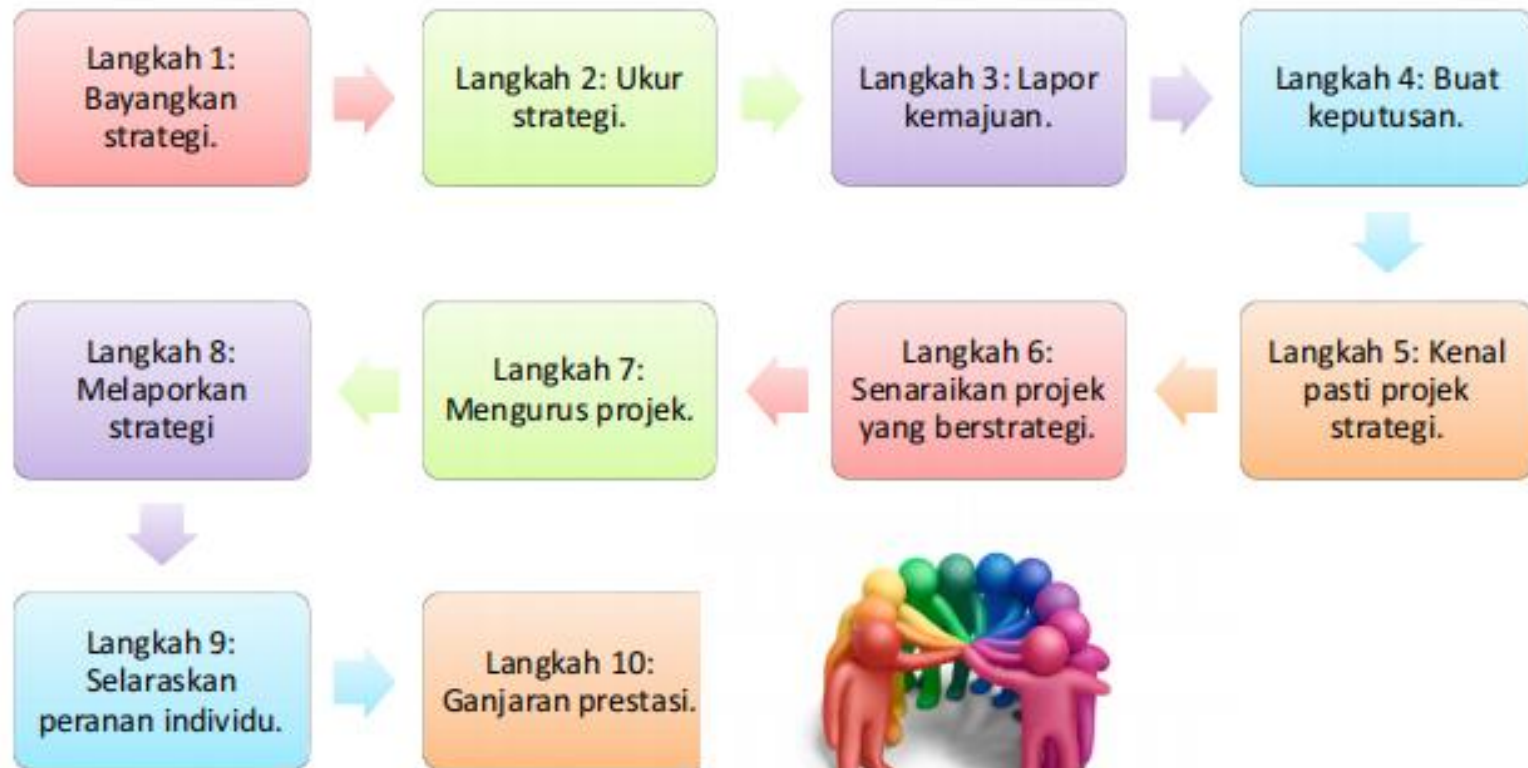 Langkah 1:
Bayangkan
strategi.
Langkah 2: Ukur
strategi.
Langkah 3: Lapor
kemajuan.
Langkah 4: Buat
keputusan.
Langkah 5: Kenal
pasti projek
strategi.
Langkah 6:
Senaraikan projek
yang berstrategi.
Langkah 7:
Mengurus projek.
Langkah 8:
Melaporkan
strategi
Langkah 9:
Selaraskan
peranan individu.
Langkah 10:
Ganjaran prestasi.